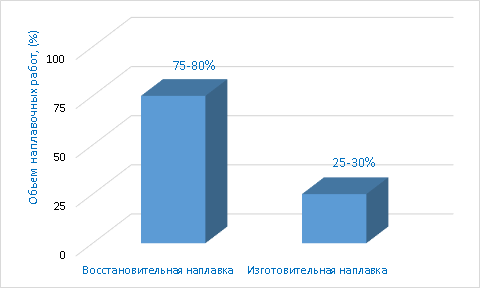 Объем наплавочных работ, (%)
100
75
50
25
0
75-80%
25-30%
Восстановительная наплавка
Изготовительная наплавка